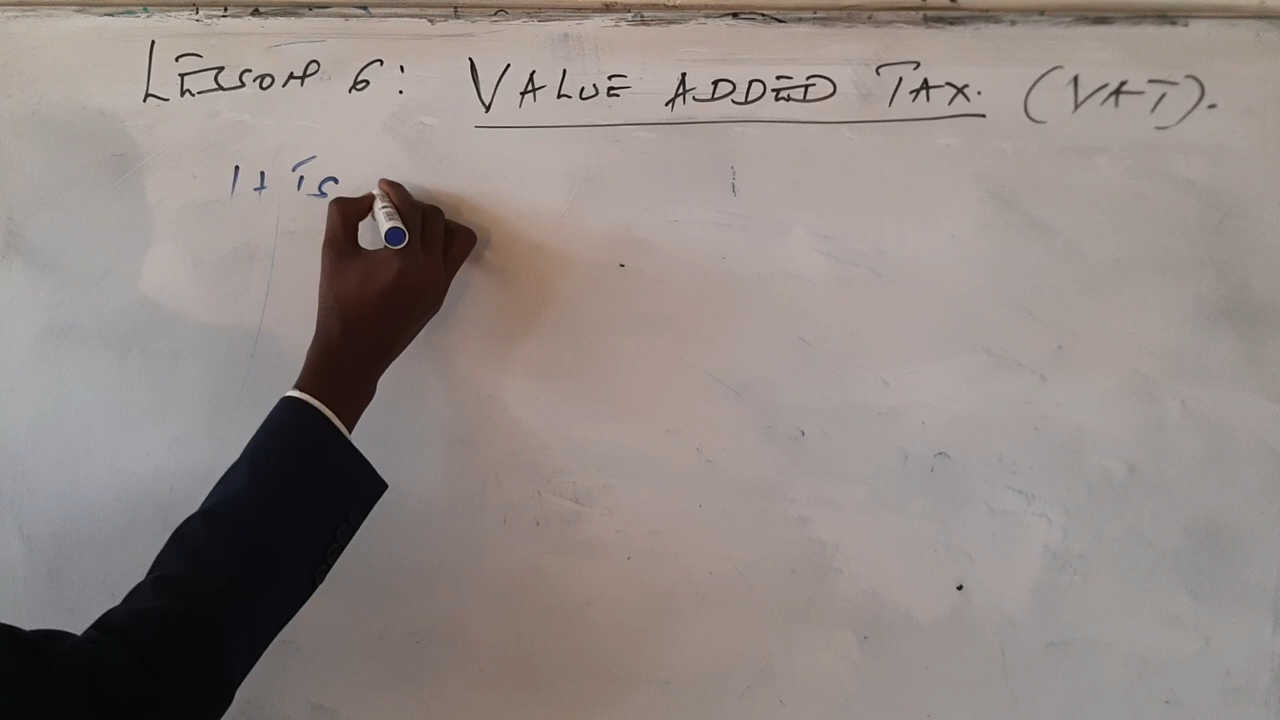 LESSON 6: VALUE ADDED TAX. (VAT).
It is